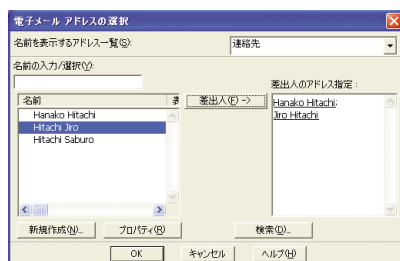 電子メール アドレスの選択
名前を表示するアドレス一覧(S):
連絡先
名前の入力/選択(Y):
差出人のアドレス指定 :
名前
表
差出人(F) ->
Hanako Hitachi;
Jiro Hitachi
Hanako Hitachi
Hitachi Jiro
Hitachi Saburo
新規作成(N)...
プロパティ(R)
検索(D)...
OK
キャンセル
ヘルプ(H)